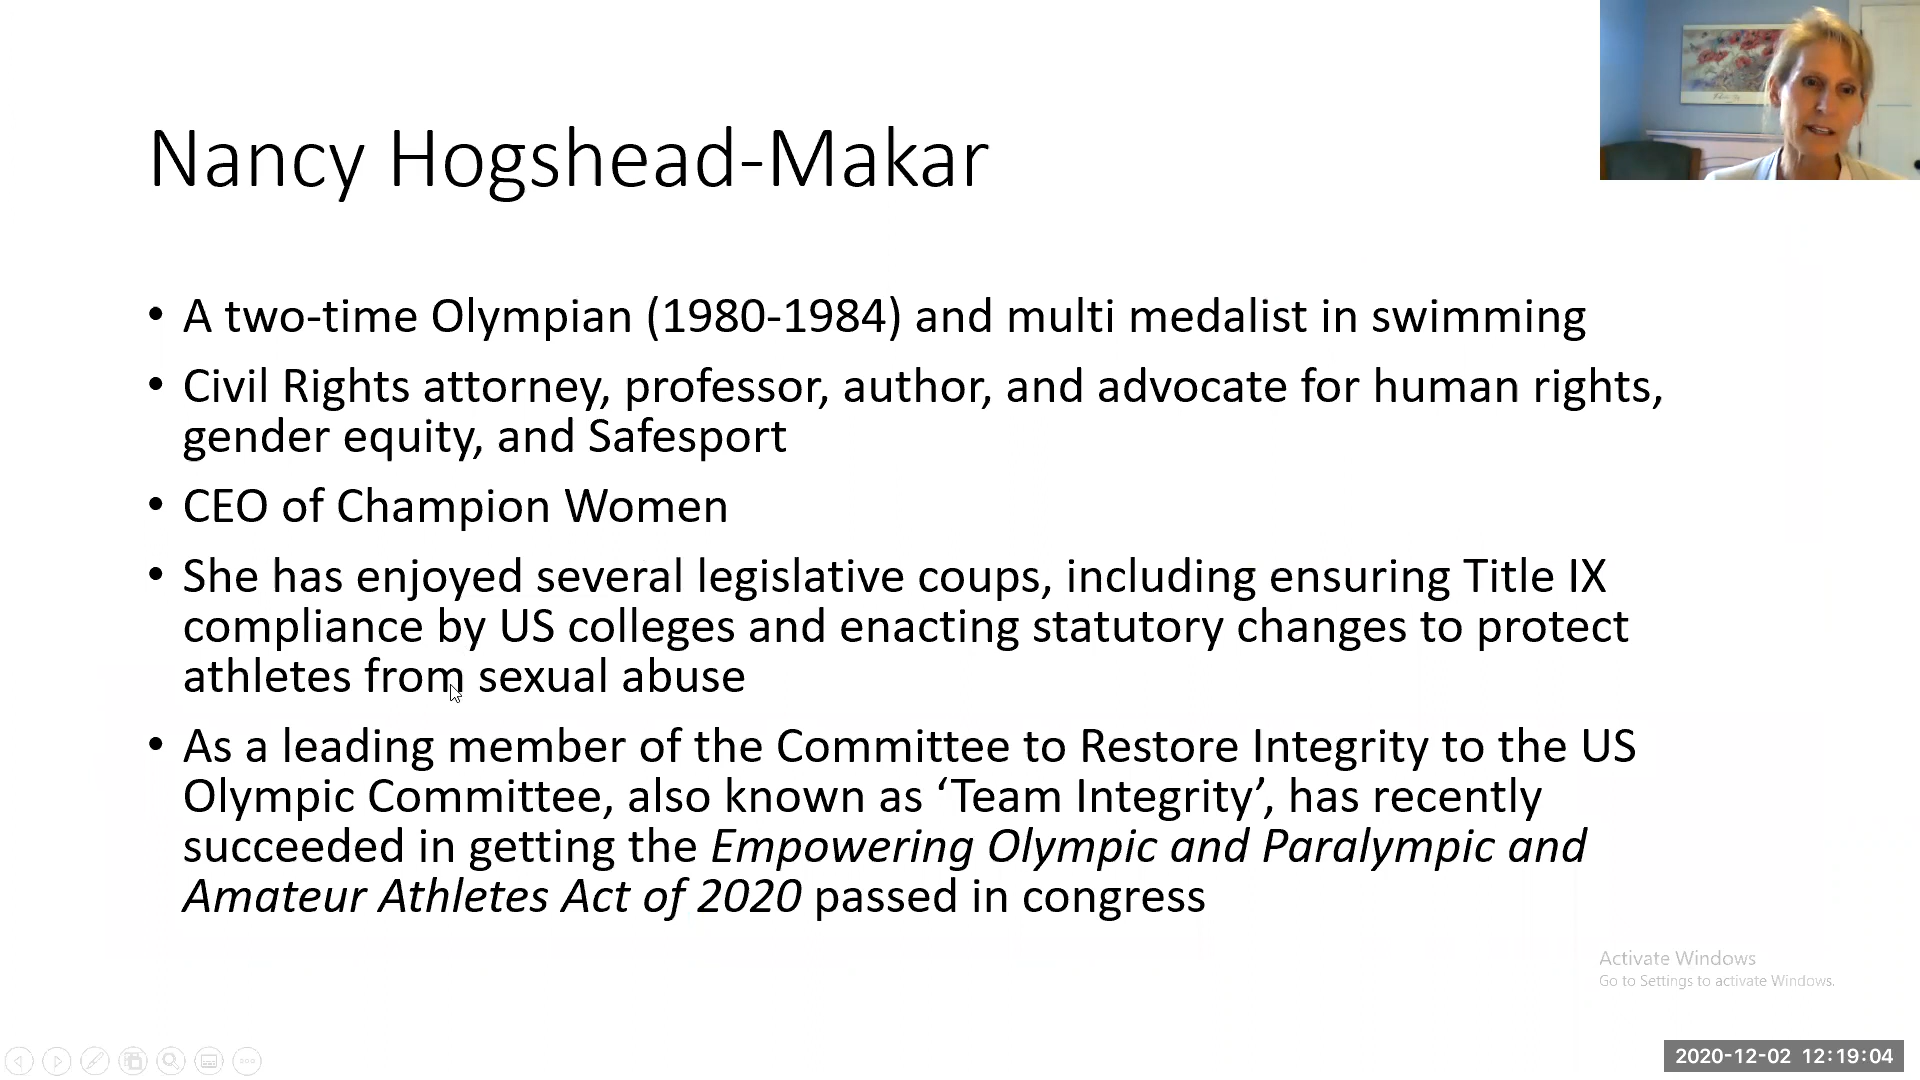 Nancy Hogshead-Makar
• A two-time Olympian (1980-1984) and multi medalist in swimming
• Civil Rights attorney, professor, author, and advocate for human rights,
gender equity, and Safesport
• CEO of Champion Women
• She has enjoyed several legislative coups, including ensuring Title IX
compliance by US colleges and enacting statutory changes to protect
athletes from sexual abuse
• As a leading member of the Committee to Restore Integrity to the US
Olympic Committee, also known as ‘Team Integrity’, has recently
succeeded in getting the Empowering Olympic and Paralympic and
Amateur Athletes Act of 2020 passed in congress
Activate Windows
Go to Settings to activate Windows.
2020-12-02 12:19:04